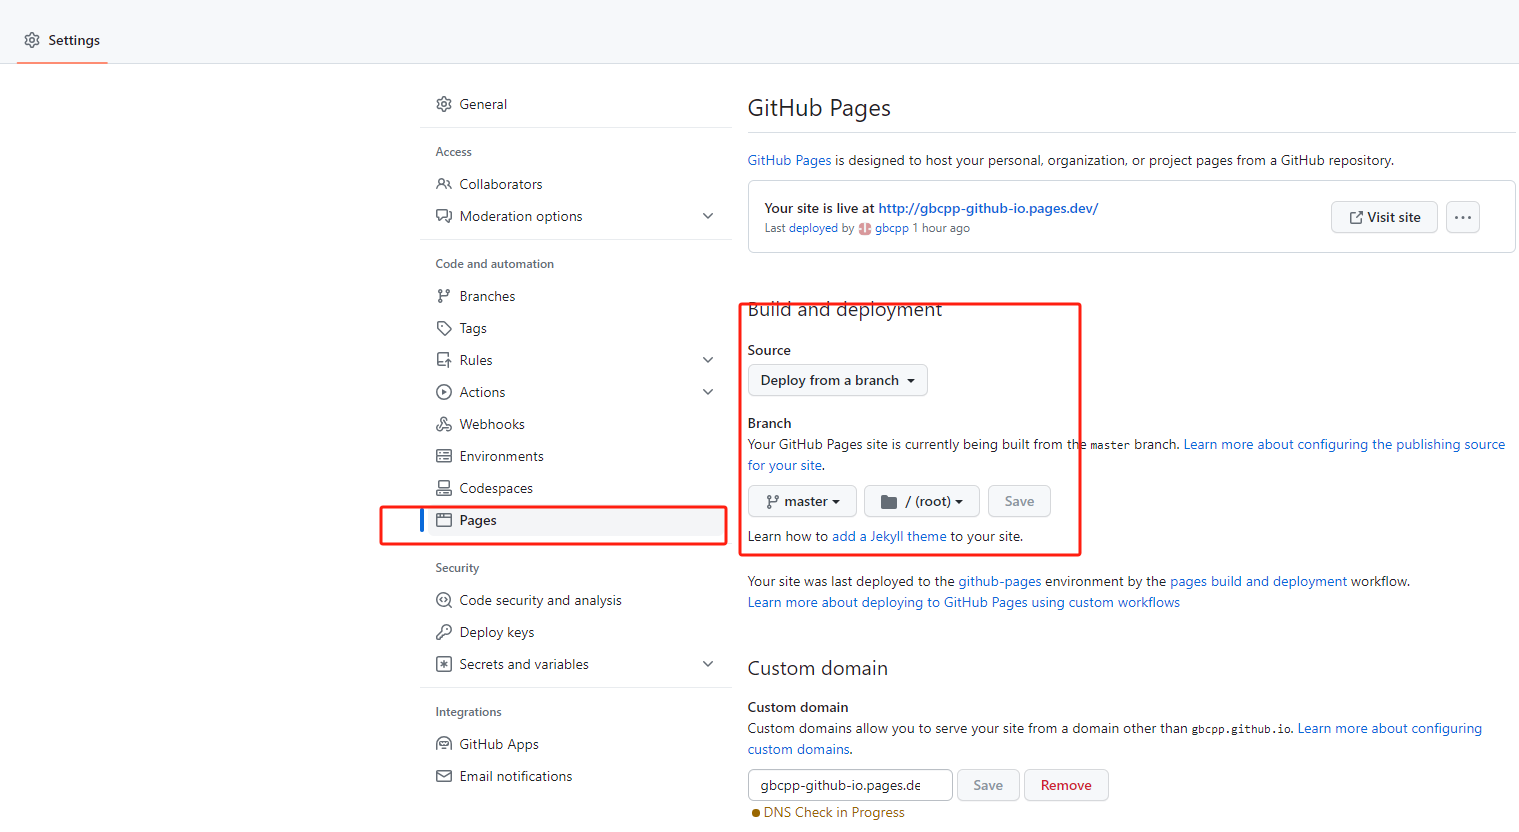 Settings
General
Access
Collaborators
Moderation options
Code and automation
Branches
Tags
Rules
Actions
Webhooks
Environments
Codespaces
Pages
Security
Code security and analysis
Deploy keys
Secrets and variables
Integrations
GitHub Apps
Email notifications
GitHub Pages
GitHub Pages is designed to host your personal, organization, or project pages from a GitHub repository.
Your site is live at http://gbcpp-github-io.pages.dev/
Last deployed by gbcpp 1 hour ago
Visit site
Build and deployment
Source
Deploy from a branch
Branch
Your GitHub Pages site is currently being built from the master branch. Learn more about configuring the publishing source
for your site.
master
/ (root)
Save
Learn how to add a Jekyll theme to your site.
Your site was last deployed to the github-pages environment by the pages build and deployment workflow.
Learn more about deploying to GitHub Pages using custom workflows
Custom domain
Custom domain
Custom domains allow you to serve your site from a domain other than gbcpp.github.io. Learn more about configuring
custom domains.
gbcpp-github-io.pages.de
Save
Remove
DNS Check in Progress